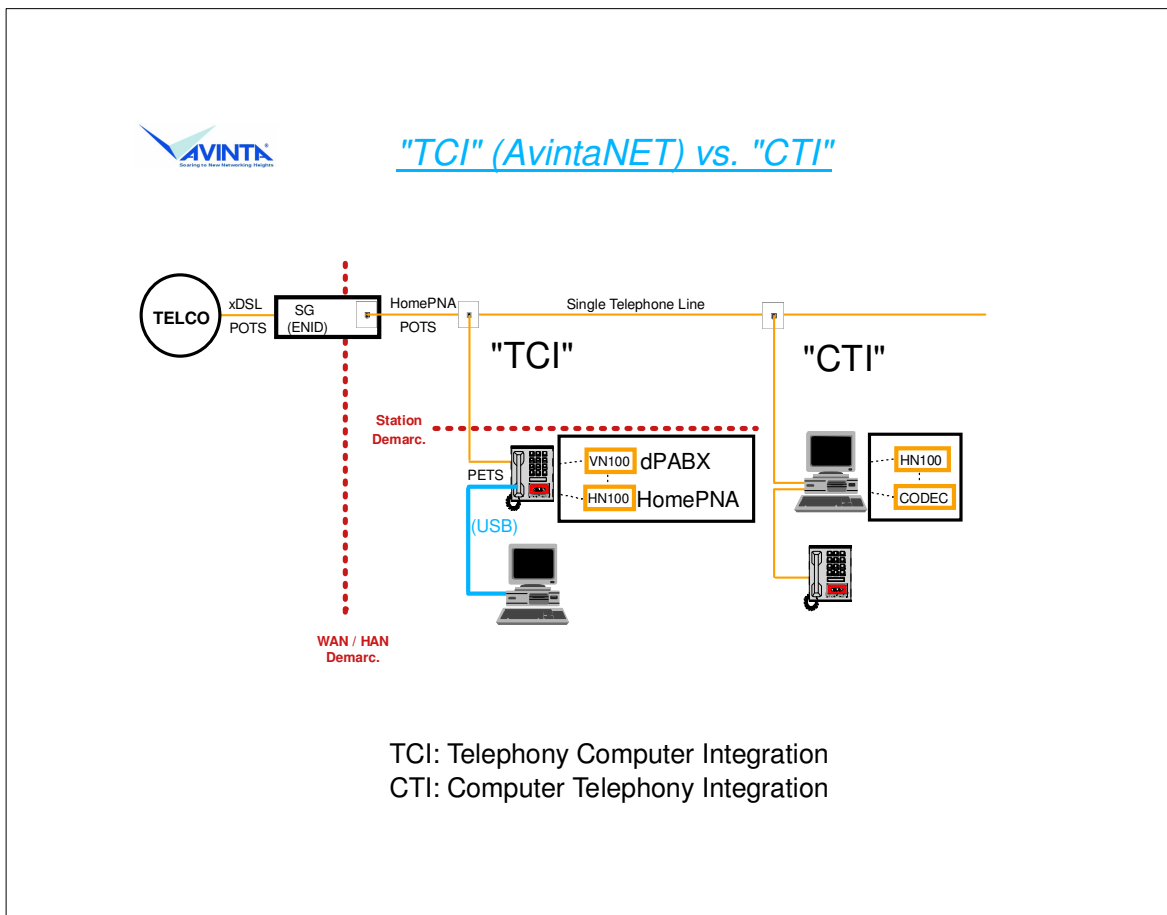 AVINTA®
Soaring to New Networking Heights
"TCI" (AvintaNET) vs. "CTI"
TELCO
xDSL
POTS
SG
(ENID)
HomePNA
POTS
Single Telephone Line
"TCI"
"CTI"
Station
Demarc.
PETS
(USB)
VN100 dPABX
HN100 HomePNA
HN100
CODEC
WAN / HAN
Demarc.
TCI: Telephony Computer Integration
CTI: Computer Telephony Integration